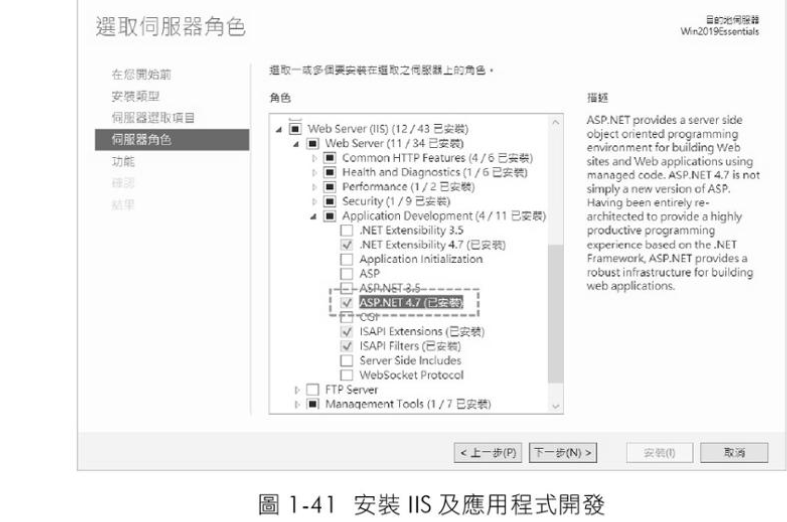 選取伺服器角色
目的地伺服器
Win2019Essentials
在您開始前
安裝類型
伺服器選取項目
伺服器角色
功能
確認
結果
選取一或多個要安裝在選取之伺服器上的角色。
角色
Web Server (IIS) (12 / 43 已安裝)
Web Server (11 / 34 已安裝)
Common HTTP Features (4 / 6 已安裝)
Health and Diagnostics (1 / 6 已安裝)
Performance (1 / 2 已安裝)
Security (1 / 9 已安裝)
Application Development (4 / 11 已安裝)
.NET Extensibility 3.5
.NET Extensibility 4.7 (已安裝)
Application Initialization
ASP
ASP.NET 3.5
ASP.NET 4.7 (已安裝)
CGI
ISAPI Extensions (已安裝)
ISAPI Filters (已安裝)
Server Side Includes
WebSocket Protocol
FTP Server
Management Tools (1 / 7 已安裝)
描述
ASP.NET provides a server side
object oriented programming
environment for building Web
sites and Web applications using
managed code. ASP.NET 4.7 is not
simply a new version of ASP.
Having been entirely re-
architected to provide a highly
productive programming
experience based on the .NET
Framework, ASP.NET provides a
robust infrastructure for building
web applications.
< 上一步(P)
下一步(N) >
安裝(I)
取消
圖 1-41 安裝 IIS 及應用程式開發